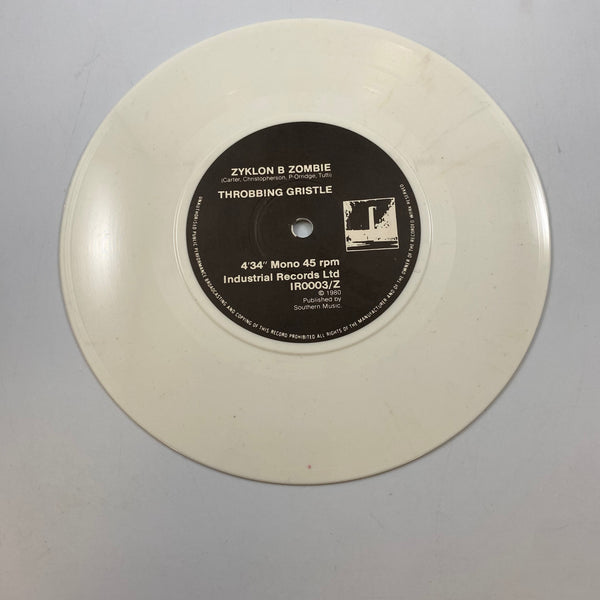 ZYKLON B ZOMBIE
(Carter, Christopherson, P-Orridge, Tutti)
THROBBING GRISTLE
4'34" Mono 45 rpm
Industrial Records Ltd
IR0003/Z
© 1980
Published by
Southern Music.
UNAUTHORISED PUBLIC PERFORMANCE BROADCASTING AND COPYING OF THIS RECORD PROHIBITED ALL RIGHTS OF THE MANUFACTURER AND OF THE OWNER OF THE RECORDED WORK RESERVED